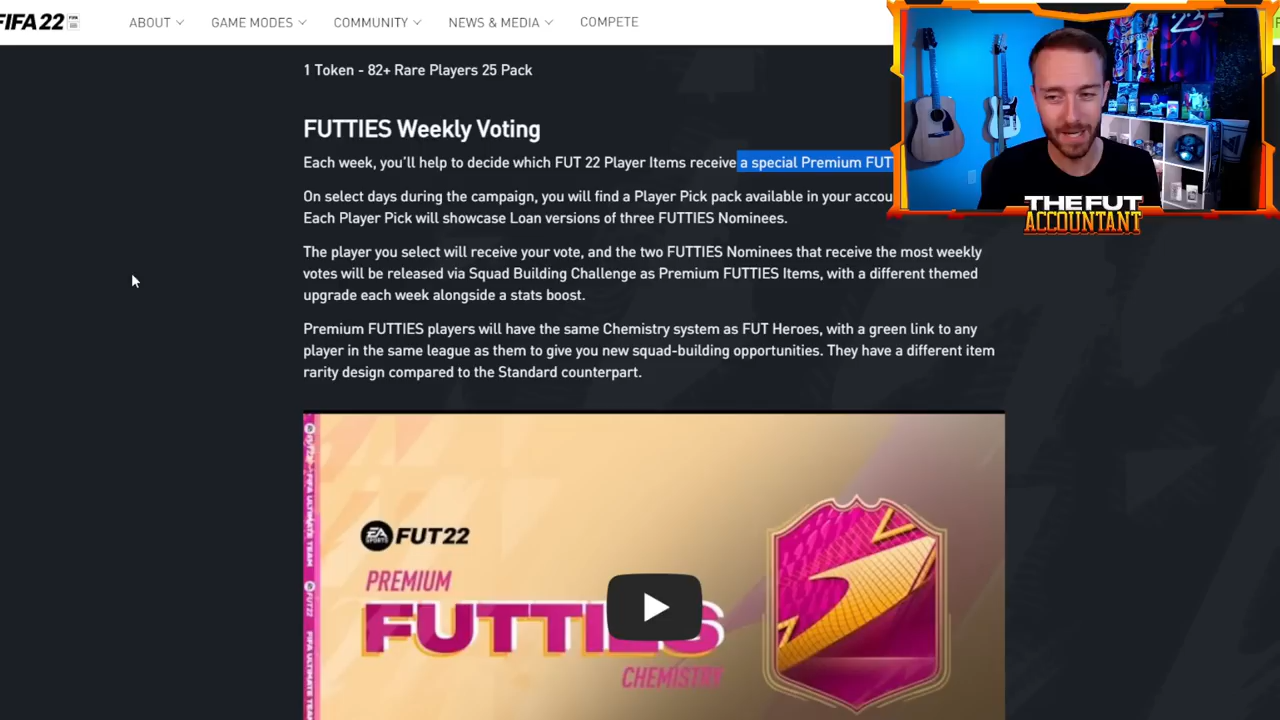 FIFA 22
ABOUT
GAME MODES
COMMUNITY
NEWS & MEDIA
COMPETE
1 Token - 82+ Rare Players 25 Pack
FUTTIES Weekly Voting
Each week, you'll help to decide which FUT 22 Player Items receive a special Premium FUT
On select days during the campaign, you will find a Player Pick pack available in your accou
Each Player Pick will showcase Loan versions of three FUTTIES Nominees.
The player you select will receive your vote, and the two FUTTIES Nominees that receive the most weekly
votes will be released via Squad Building Challenge as Premium FUTTIES Items, with a different themed
upgrade each week alongside a stats boost.
Premium FUTTIES players will have the same Chemistry system as FUT Heroes, with a green link to any
player in the same league as them to give you new squad-building opportunities. They have a different item
rarity design compared to the Standard counterpart.
THE FUT
ACCOUNTANT
EA SPORTS FUT22
PREMIUM
FUTTIES
CHEMISTRY
FIFA ULTIMATE TEAM